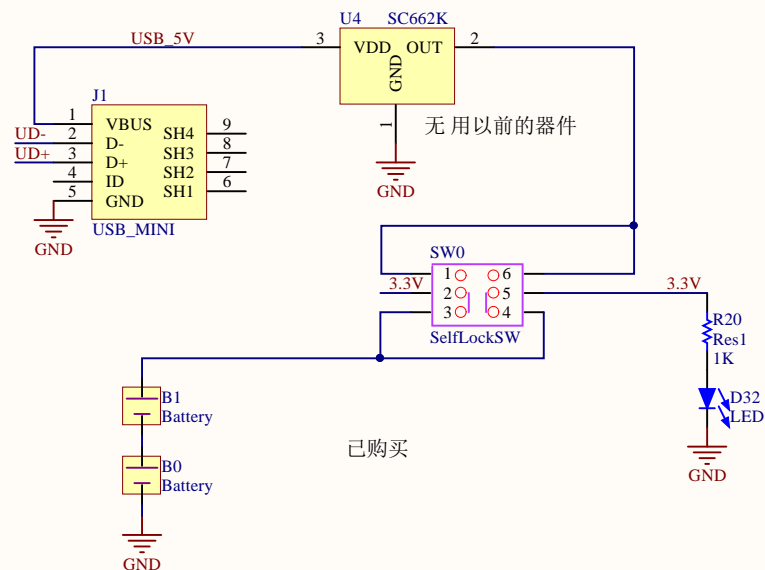 U4 SC662K
USB_5V 3 VDD OUT 2
GND
1
无 用以前的器件
GND
J1
1 VBUS SH4 9
UD- 2 D- SH3 8
UD+ 3 D+ SH2 7
4 ID SH1 6
5 GND
GND USB_MINI
SW0
1 6
3.3V 2 5 3.3V
3 4
SelfLockSW
R20
Res1
1K
D32
LED
GND
B1
Battery
已购买
B0
Battery
GND